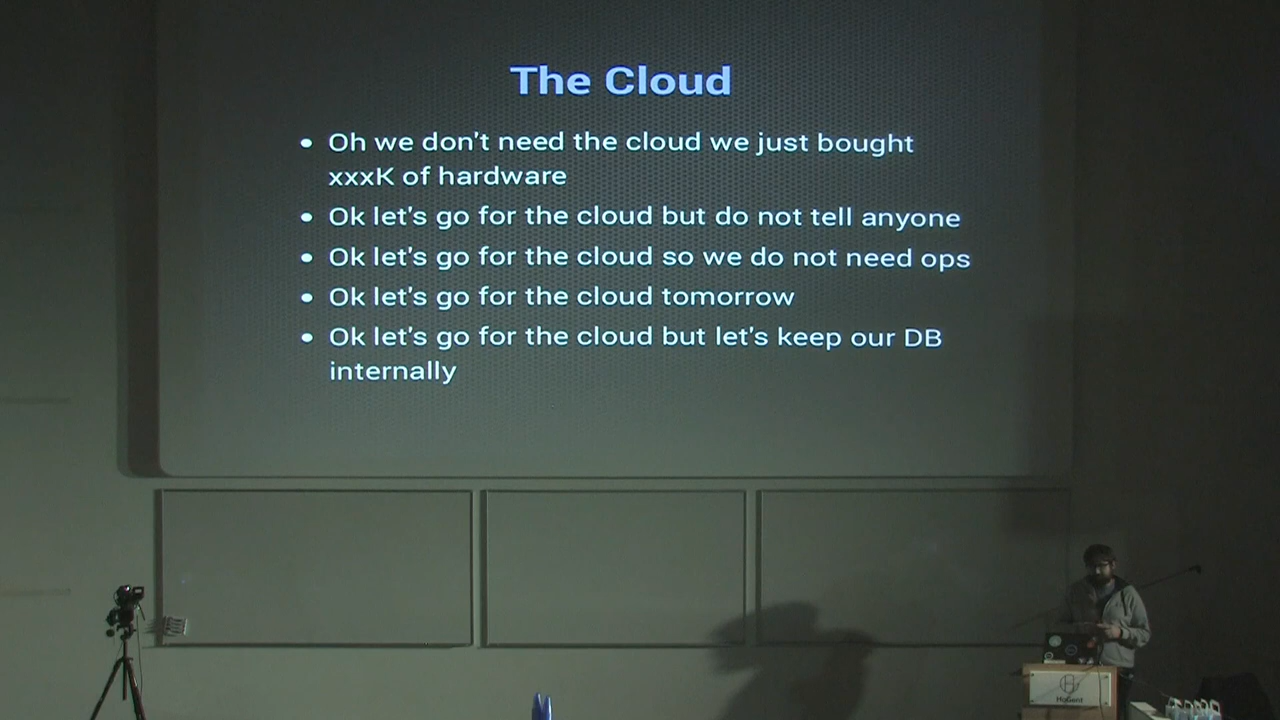 The Cloud
Oh we don't need the cloud we just bought
xxxK of hardware
Ok let's go for the cloud but do not tell anyone
Ok let's go for the cloud so we do not need ops
Ok let's go for the cloud tomorrow
Ok let's go for the cloud but let's keep our DB
internally
HoGent